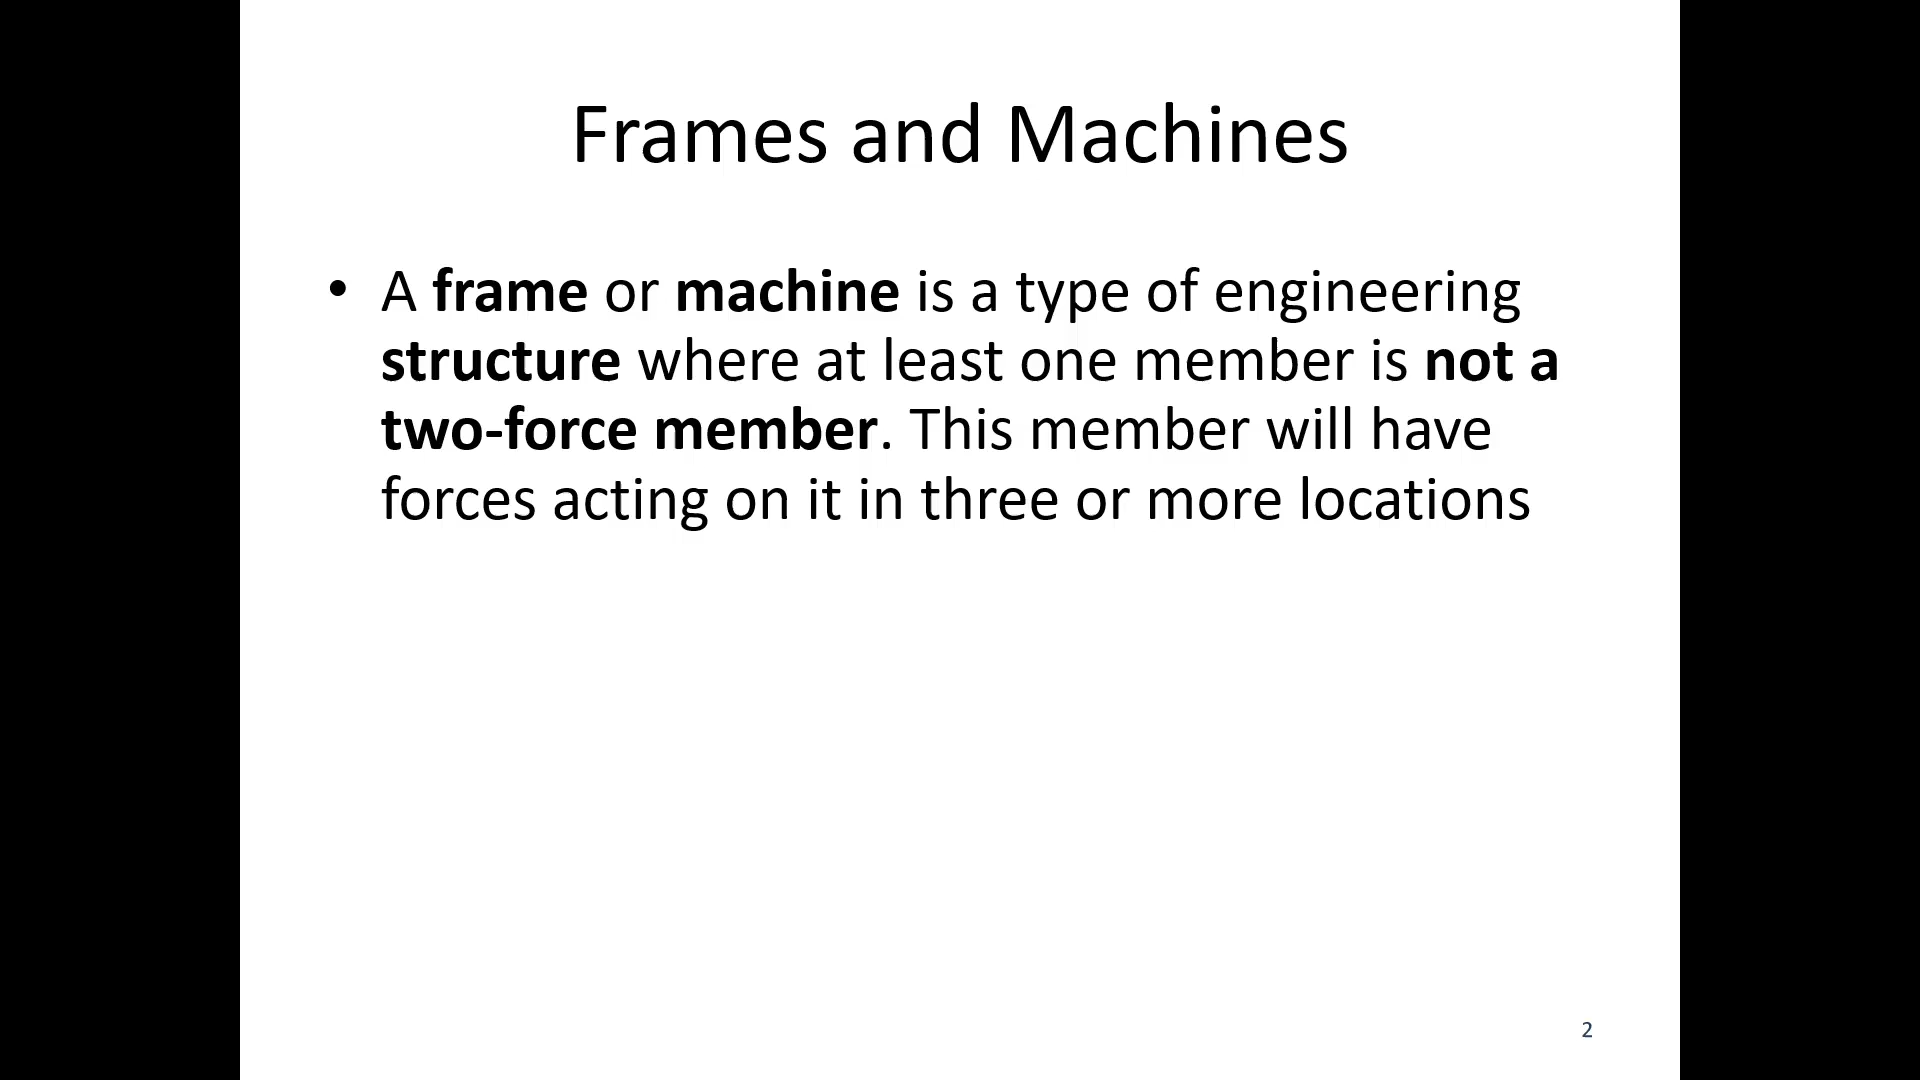 Frames and Machines
• A frame or machine is a type of engineering
structure where at least one member is not a
two-force member. This member will have
forces acting on it in three or more locations
2